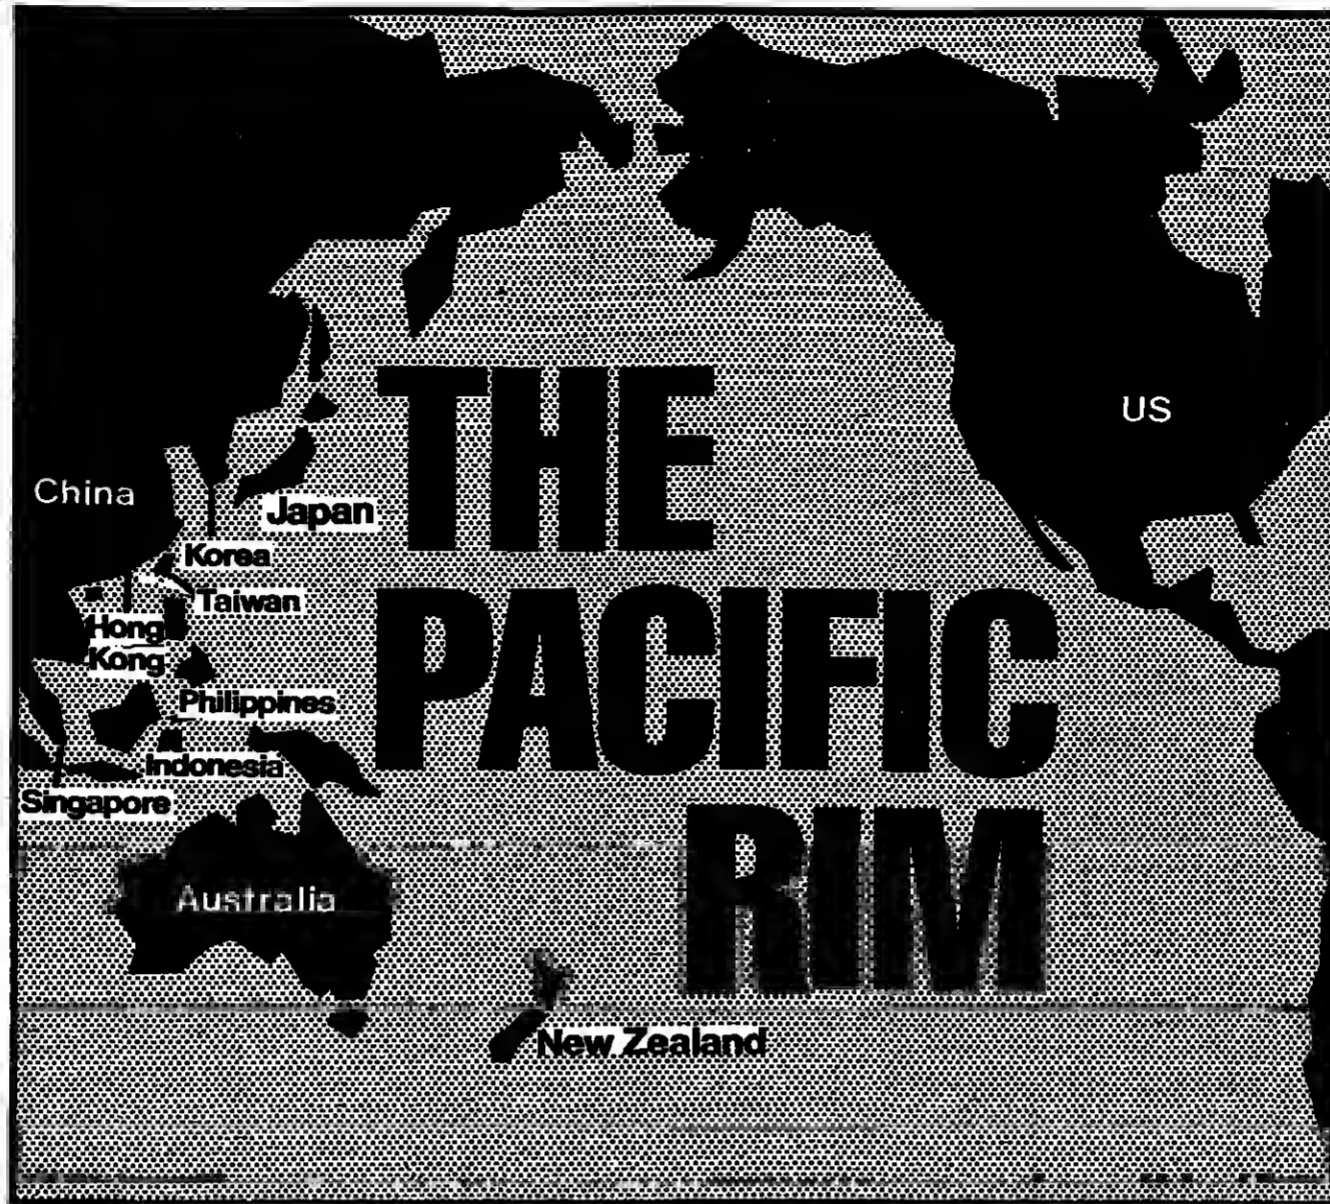 THE
PACIFIC
RIM
US
China
Japan
Korea
Taiwan
Hong
Kong
Philippines
Indonesia
Singapore
Australia
New Zealand